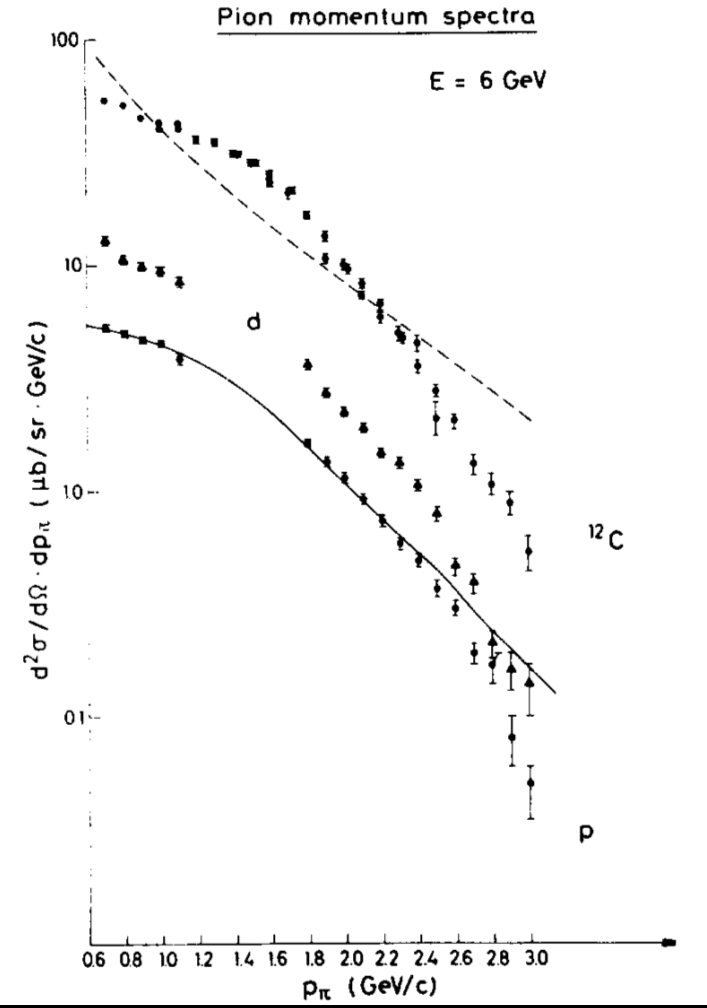 Pion momentum spectra
100
E = 6 GeV
10
d
d²σ/dΩ·dpπ (μb/sr·GeV/c)
1.0
¹²C
0.1
p
0.6 0.8 1.0 1.2 1.4 1.6 1.8 2.0 2.2 2.4 2.6 2.8 3.0
pπ (GeV/c)